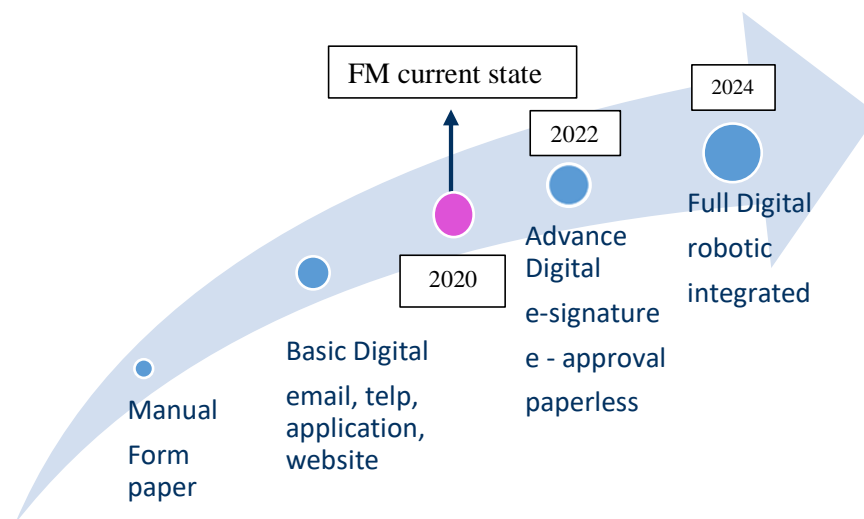 FM current state
2024
2022
2020
Manual
Form
paper
Basic Digital
email, telp,
application,
website
Advance
Digital
e-signature
e - approval
paperless
Full Digital
robotic
integrated